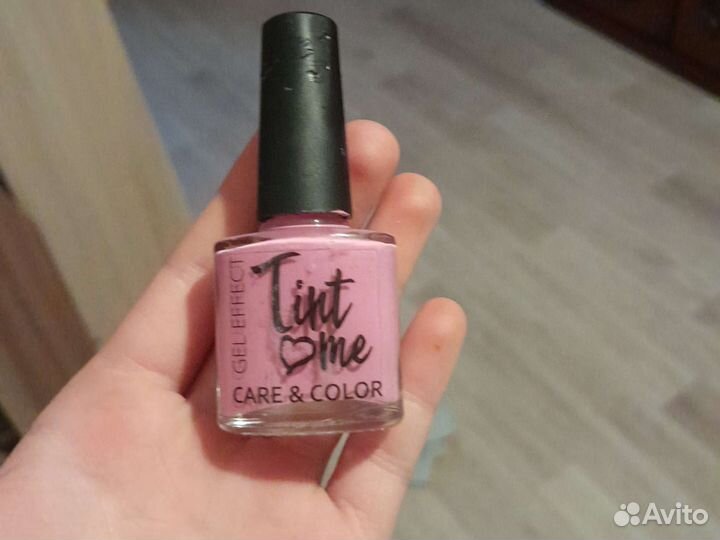 GEL EFFECT
Tint
me
CARE & COLOR
Avito